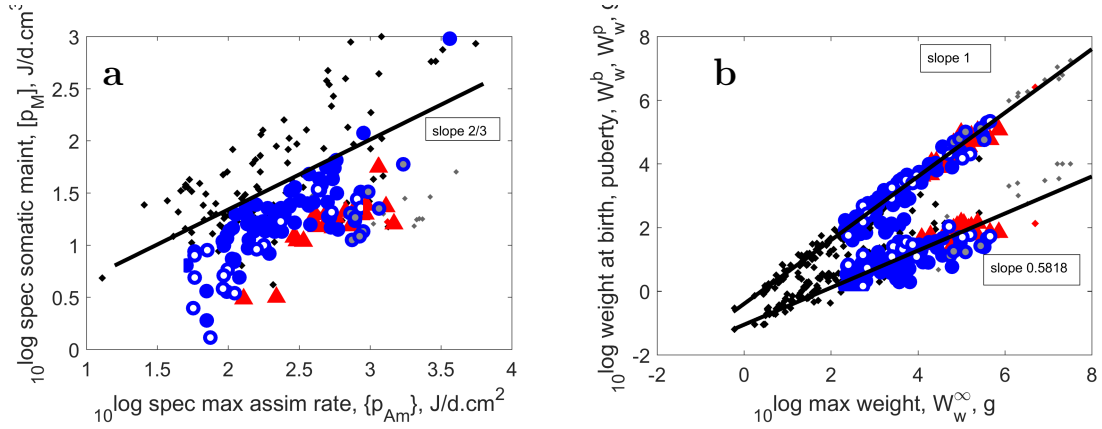 a
10log spec somatic maint, [pM], J/d.cm3
3
2.5
2
1.5
1
0.5
0
slope 2/3
1 1.5 2 2.5 3 3.5 4
10log spec max assim rate, {pAm}, J/d.cm2
b
10log weight at birth, puberty, Wwb, Wwp, g
8
6
4
2
0
-2
slope 1
slope 0.5818
-2 0 2 4 6 8
10log max weight, Ww∞, g